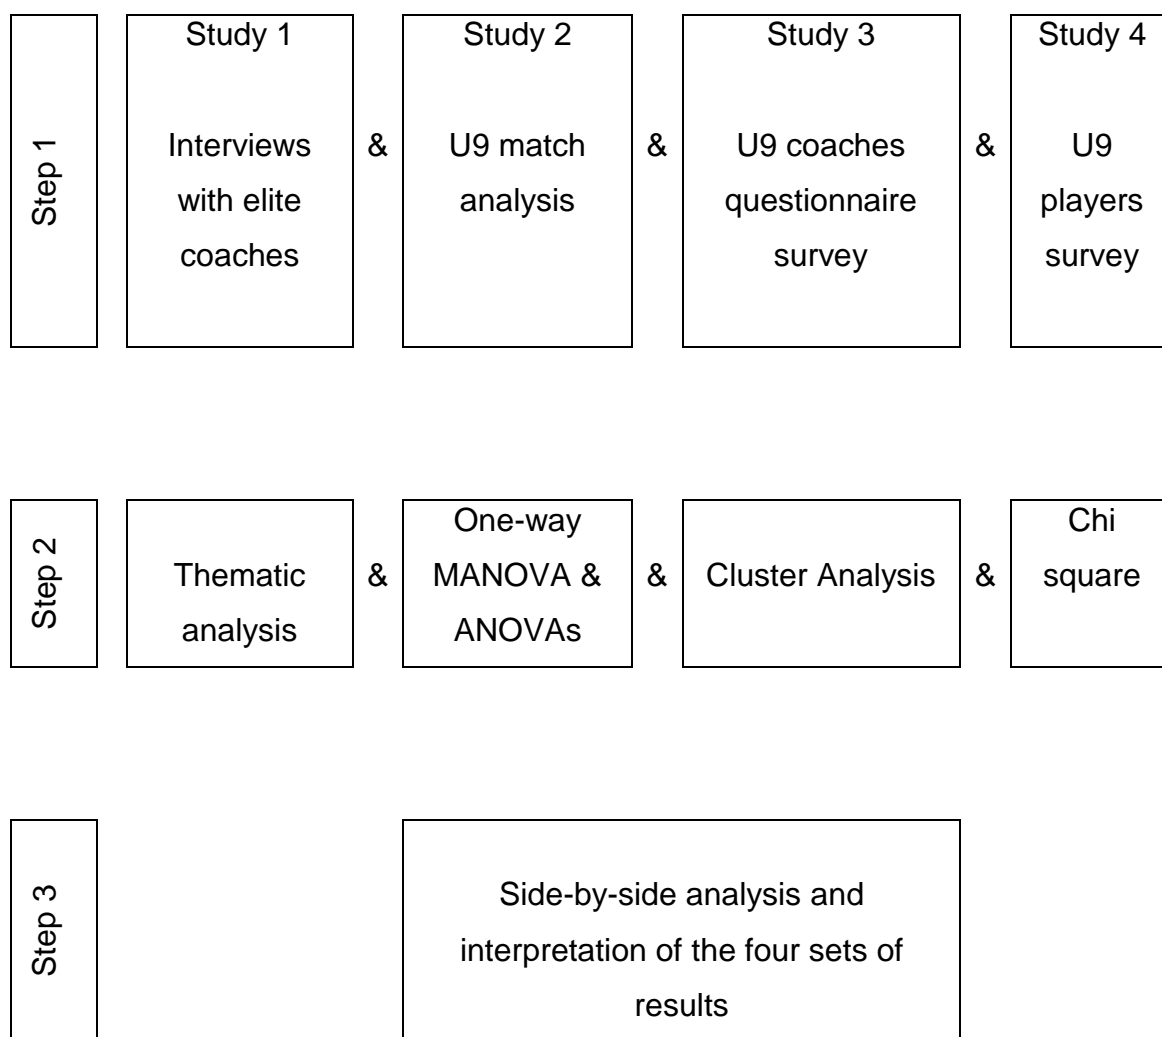 Step 1
Study 1
Interviews
with elite
coaches
&
Study 2
U9 match
analysis
&
Study 3
U9 coaches
questionnaire
survey
&
Study 4
U9
players
survey
Step 2
Thematic
analysis
&
One-way
MANOVA &
ANOVAs
&
Cluster Analysis
&
Chi
square
Step 3
Side-by-side analysis and
interpretation of the four sets of
results